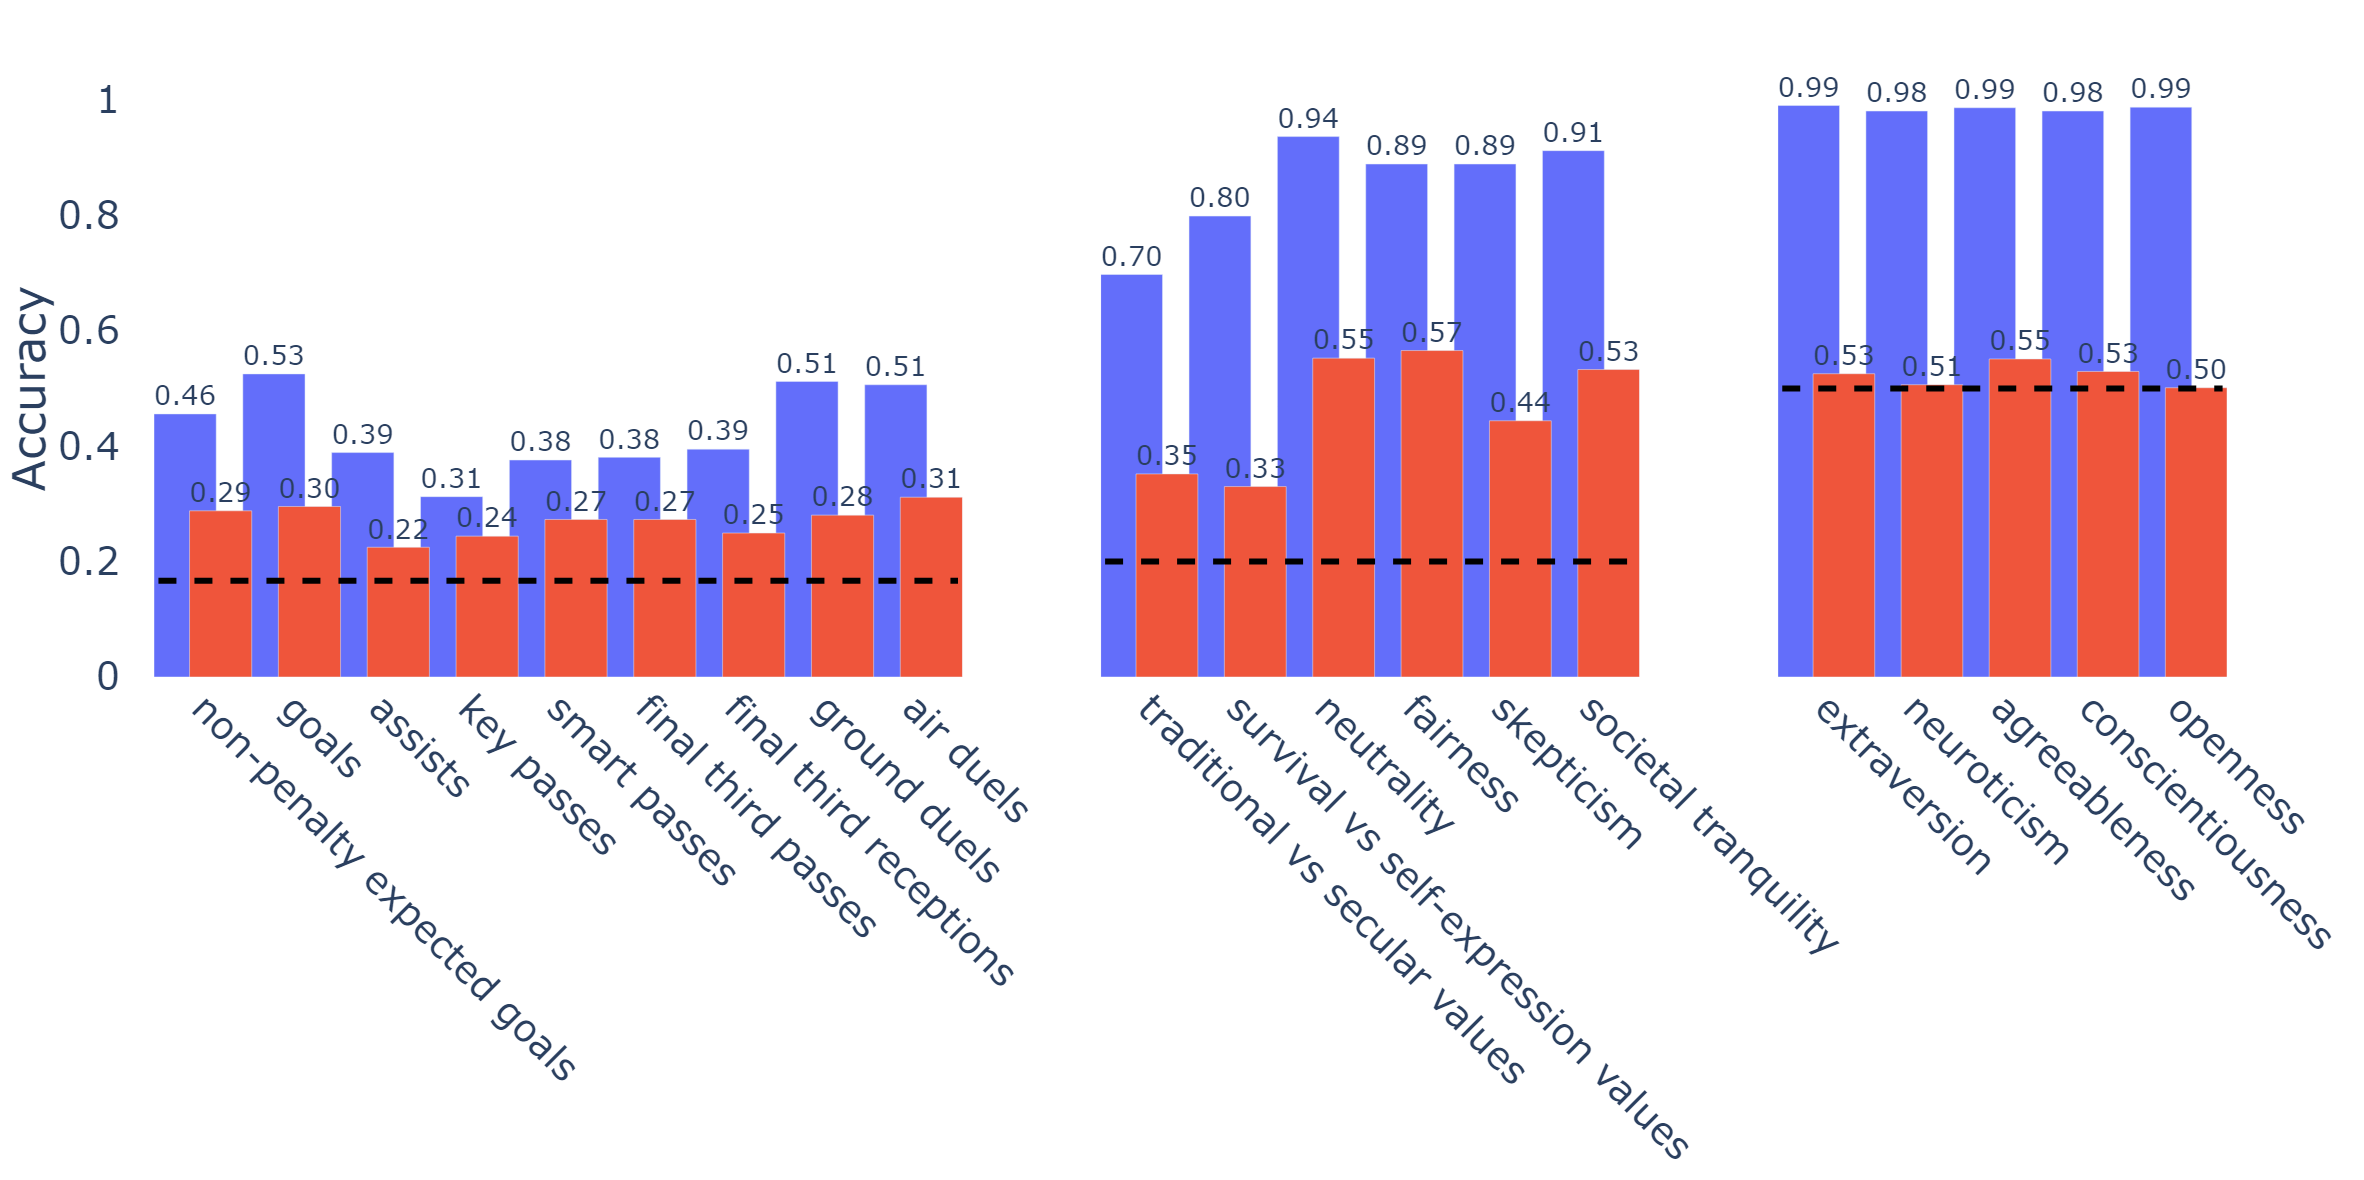 Accuracy
1
0.8
0.6
0.4
0.2
0
0.46
0.53
0.39
0.31
0.38
0.38
0.39
0.51
0.51
0.29
0.30
0.22
0.24
0.27
0.27
0.25
0.28
0.31
non-penalty expected goals
goals
assists
key passes
smart passes
final third passes
final third receptions
ground duels
air duels
0.70
0.80
0.94
0.89
0.89
0.91
0.35
0.33
0.55
0.57
0.44
0.53
traditional vs secular values
survival vs self-expression values
neutrality
fairness
skepticism
societal tranquility
0.99
0.98
0.99
0.98
0.99
0.53
0.51
0.55
0.53
0.50
extraversion
neuroticism
agreeableness
conscientiousness
openness